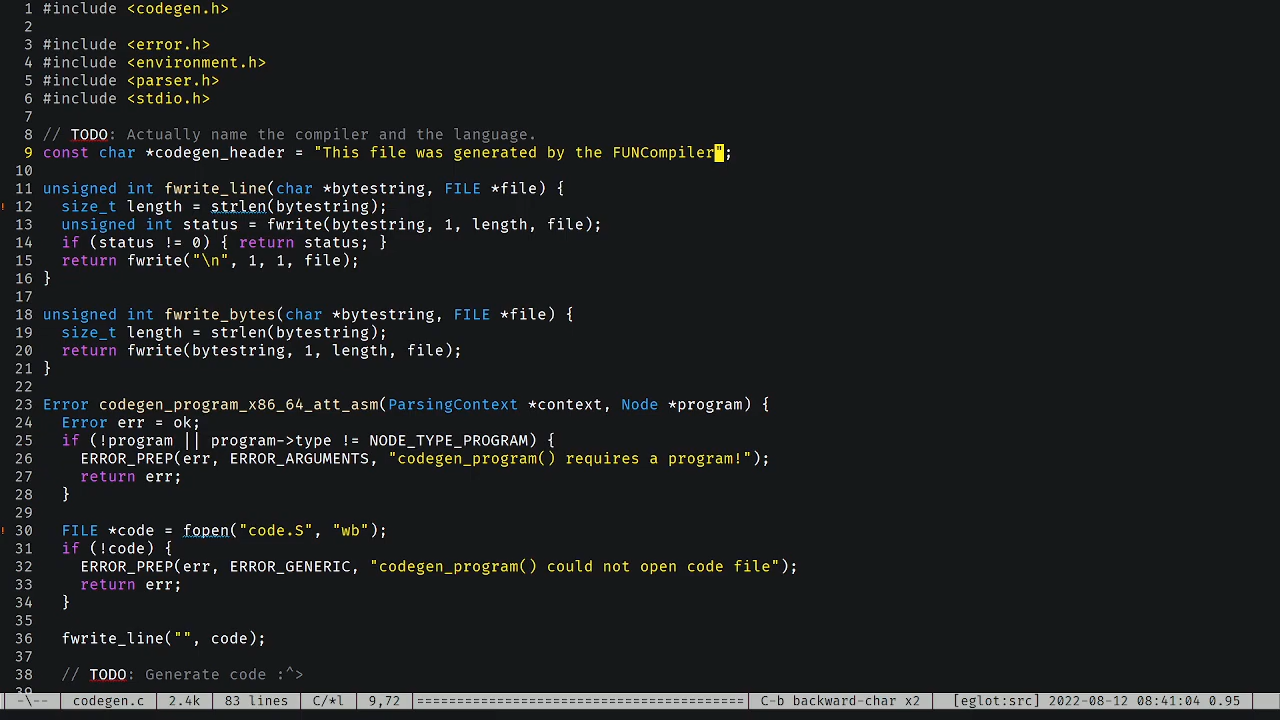 1 #include <codegen.h>
2
3 #include <error.h>
4 #include <environment.h>
5 #include <parser.h>
6 #include <stdio.h>
7
8 // TODO: Actually name the compiler and the language.
9 const char *codegen_header = "This file was generated by the FUNCompiler";
10
11 unsigned int fwrite_line(char *bytestring, FILE *file) {
! 12   size_t length = strlen(bytestring);
13   unsigned int status = fwrite(bytestring, 1, length, file);
14   if (status != 0) { return status; }
15   return fwrite("\n", 1, 1, file);
16 }
17
18 unsigned int fwrite_bytes(char *bytestring, FILE *file) {
19   size_t length = strlen(bytestring);
20   return fwrite(bytestring, 1, length, file);
21 }
22
23 Error codegen_program_x86_64_att_asm(ParsingContext *context, Node *program) {
24   Error err = ok;
25   if (!program || program->type != NODE_TYPE_PROGRAM) {
26     ERROR_PREP(err, ERROR_ARGUMENTS, "codegen_program() requires a program!");
27     return err;
28   }
29
! 30   FILE *code = fopen("code.S", "wb");
31   if (!code) {
32     ERROR_PREP(err, ERROR_GENERIC, "codegen_program() could not open code file");
33     return err;
34   }
35
36   fwrite_line("", code);
37
38   // TODO: Generate code :^>
39
-\-- codegen.c 2.4k 83 lines C/*l 9,72 =================================== C-b backward-char x2 [eglot:src] 2022-08-12 08:41:04 0.95